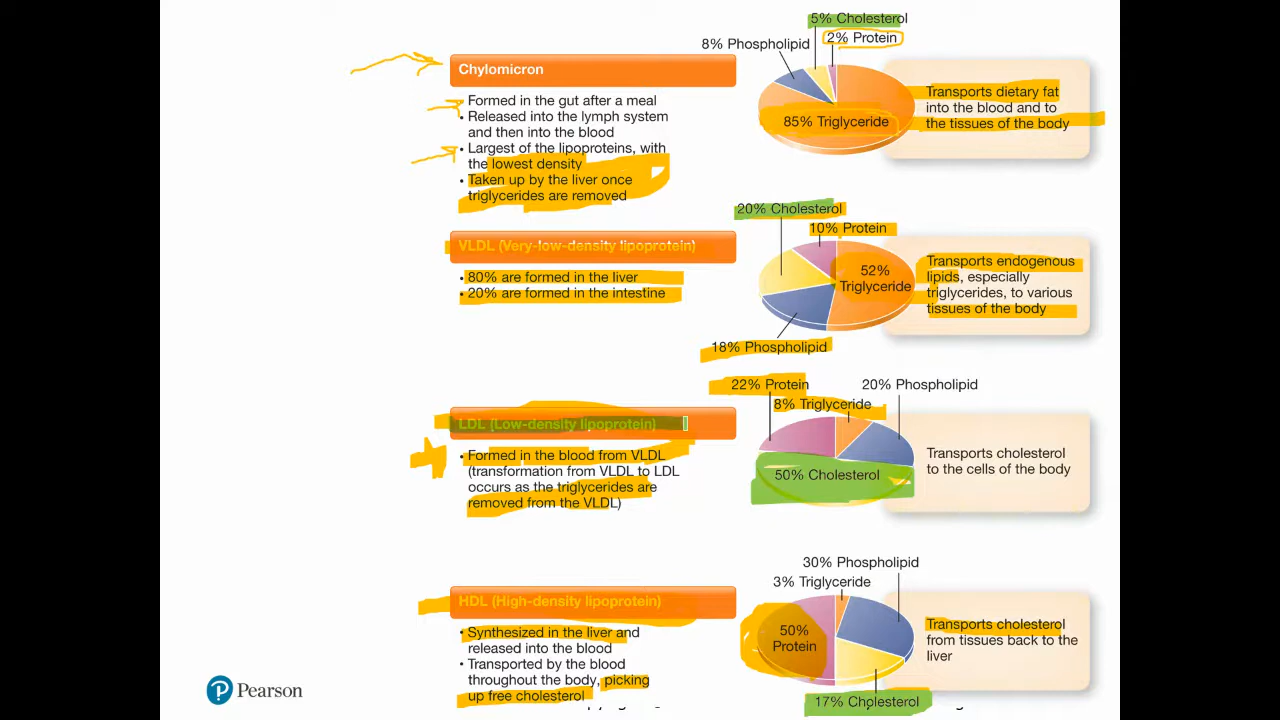 5% Cholesterol
2% Protein
8% Phospholipid
Chylomicron
• Formed in the gut after a meal
• Released into the lymph system
and then into the blood
• Largest of the lipoproteins, with
the lowest density
• Taken up by the liver once
triglycerides are removed
85% Triglyceride
Transports dietary fat
into the blood and to
the tissues of the body
20% Cholesterol
10% Protein
VLDL (Very-low-density lipoprotein)
• 80% are formed in the liver
• 20% are formed in the intestine
52%
Triglyceride
18% Phospholipid
Transports endogenous
lipids, especially
triglycerides, to various
tissues of the body
22% Protein
20% Phospholipid
8% Triglyceride
LDL (Low-density lipoprotein)
• Formed in the blood from VLDL
(transformation from VLDL to LDL
occurs as the triglycerides are
removed from the VLDL)
50% Cholesterol
Transports cholesterol
to the cells of the body
30% Phospholipid
3% Triglyceride
HDL (High-density lipoprotein)
• Synthesized in the liver and
released into the blood
• Transported by the blood
throughout the body, picking
up free cholesterol
50%
Protein
17% Cholesterol
Transports cholesterol
from tissues back to the
liver
Pearson